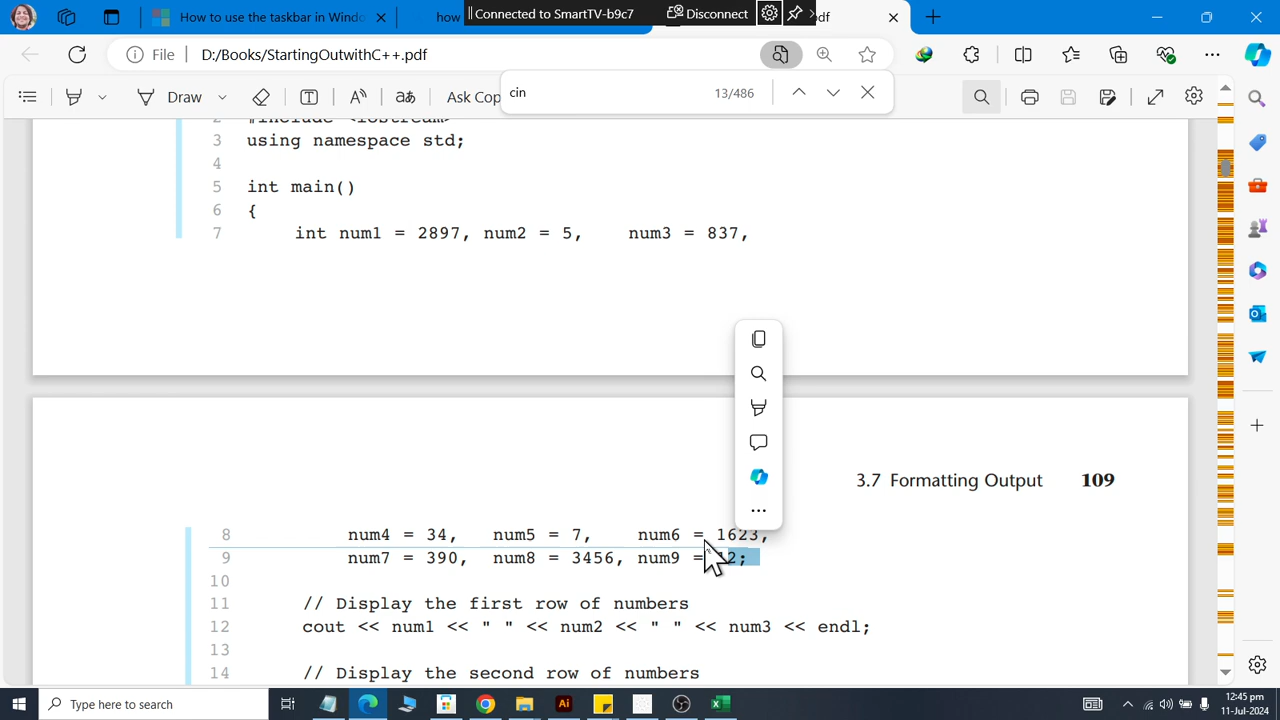 How to use the taskbar in Windo
how
Connected to SmartTV-b9c7
Disconnect
df
File
D:/Books/StartingOutwithC++.pdf
Draw
Ask Cop
cin
13/486
3 using namespace std;
4
5 int main()
6 {
7 int num1 = 2897, num2 = 5, num3 = 837,
3.7 Formatting Output 109
8 num4 = 34, num5 = 7, num6 = 1623,
9 num7 = 390, num8 = 3456, num9 = 12;
10
11 // Display the first row of numbers
12 cout << num1 << " " << num2 << " " << num3 << endl;
13
14 // Display the second row of numbers
Type here to search
12:45 pm
11-Jul-2024